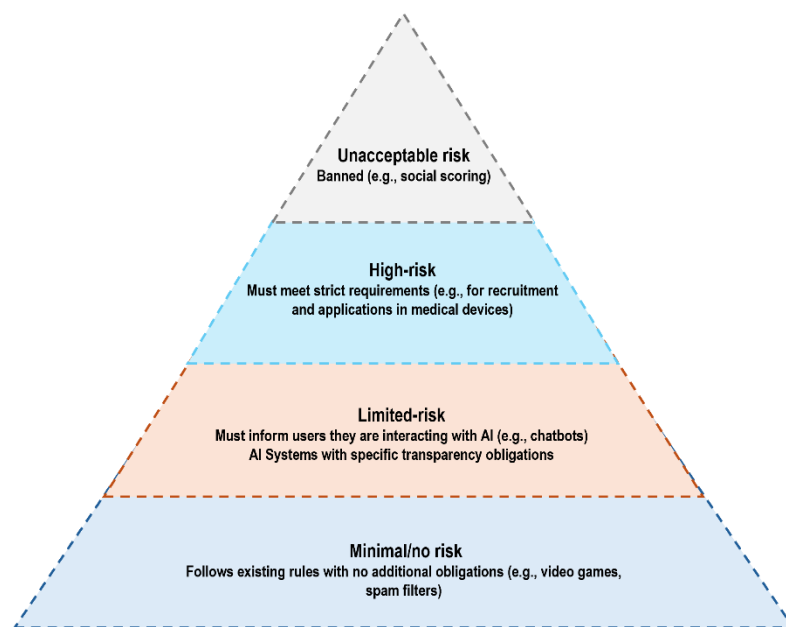 Unacceptable risk
Banned (e.g., social scoring)
High-risk
Must meet strict requirements (e.g., for recruitment
and applications in medical devices)
Limited-risk
Must inform users they are interacting with AI (e.g., chatbots)
AI Systems with specific transparency obligations
Minimal/no risk
Follows existing rules with no additional obligations (e.g., video games,
spam filters)